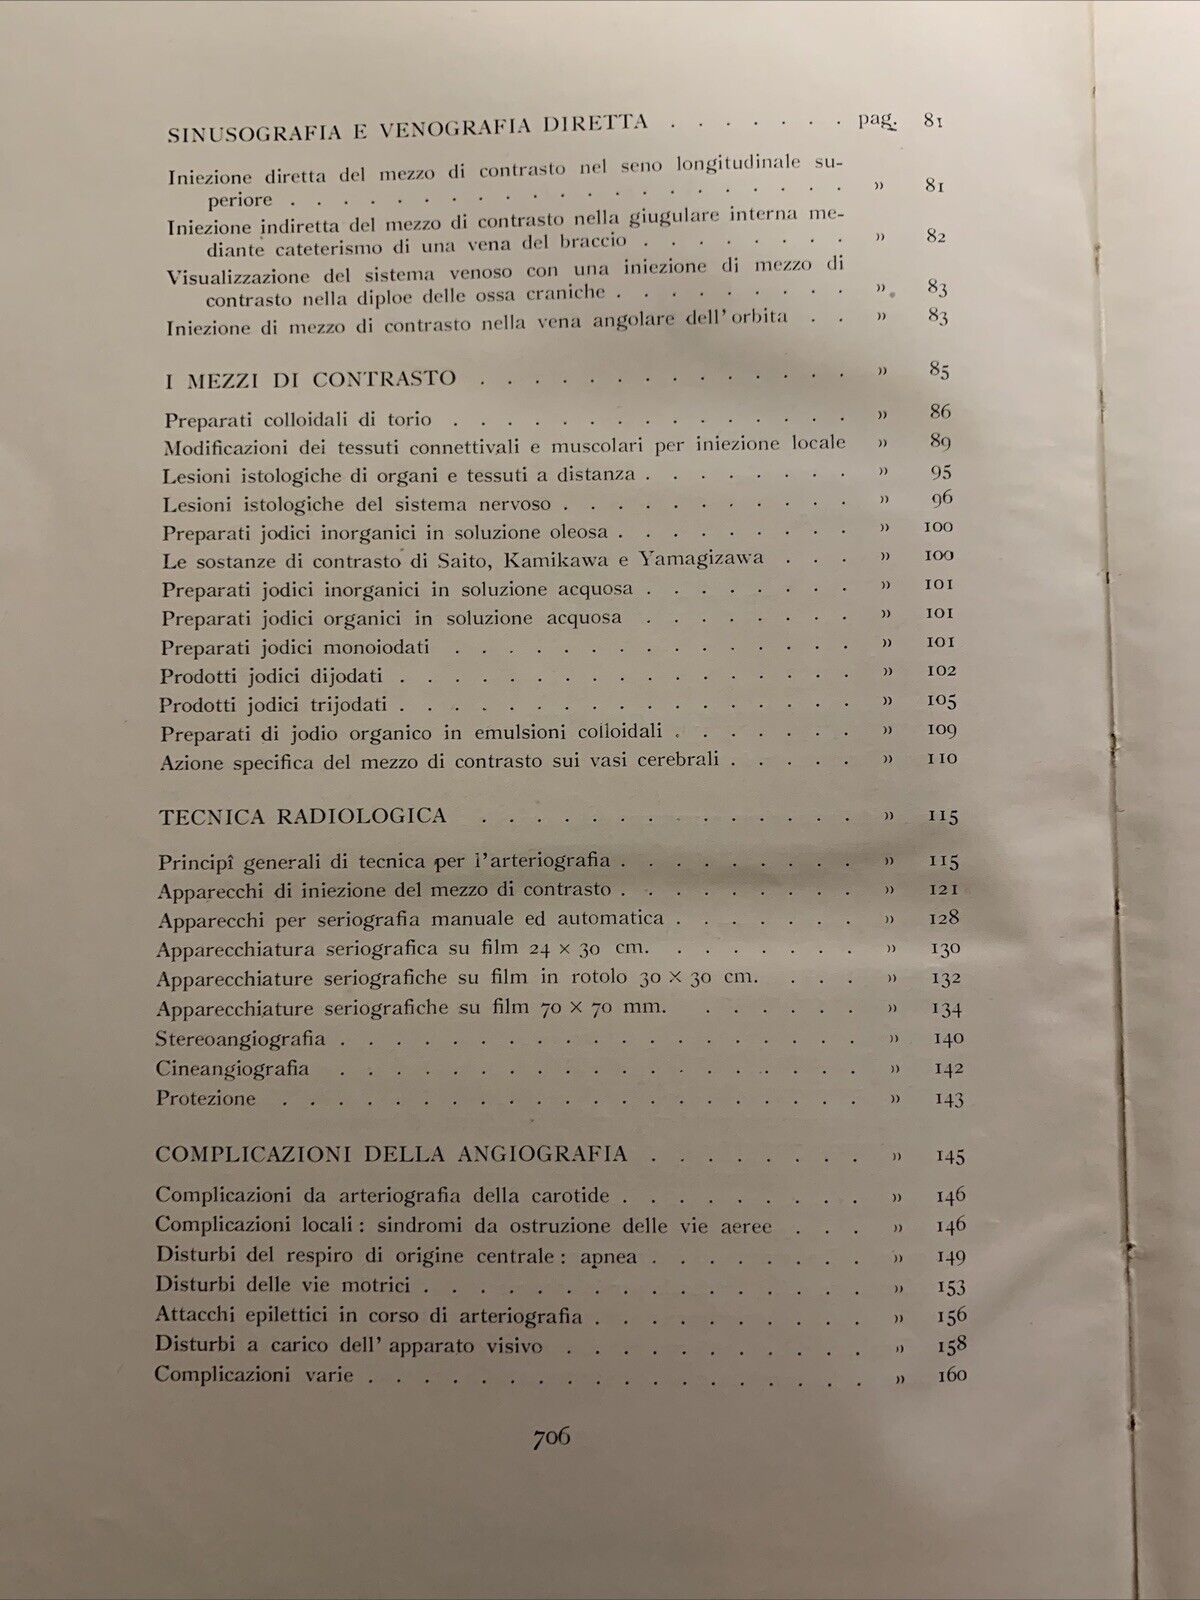 SINUSOGRAFIA E VENOGRAFIA DIRETTA . . . . . . . pag. 81
Iniezione diretta del mezzo di contrasto nel seno longitudinale su-
periore . . . . . . . . . . . . . . . . . . . . » 81
Iniezione indiretta del mezzo di contrasto nella giugulare interna me-
diante cateterismo di una vena del braccio . . . . . . . . » 82
Visualizzazione del sistema venoso con una iniezione di mezzo di
contrasto nella diploe delle ossa craniche . . . . . . . . . » 83
Iniezione di mezzo di contrasto nella vena angolare dell'orbita . . » 83
I MEZZI DI CONTRASTO . . . . . . . . . . . . . . » 85
Preparati colloidali di torio . . . . . . . . . . . . . . . » 86
Modificazioni dei tessuti connettivali e muscolari per iniezione locale » 89
Lesioni istologiche di organi e tessuti a distanza . . . . . . . . » 95
Lesioni istologiche del sistema nervoso . . . . . . . . . . . » 96
Preparati jodici inorganici in soluzione oleosa . . . . . . . . . » 100
Le sostanze di contrasto di Saito, Kamikawa e Yamagizawa . . . » 100
Preparati jodici inorganici in soluzione acquosa . . . . . . . . » 101
Preparati jodici organici in soluzione acquosa . . . . . . . . » 101
Preparati jodici monoiodati . . . . . . . . . . . . . . . » 101
Prodotti jodici dijodati . . . . . . . . . . . . . . . . . » 102
Prodotti jodici trijodati . . . . . . . . . . . . . . . . . » 105
Preparati di jodio organico in emulsioni colloidali . . . . . . . » 109
Azione specifica del mezzo di contrasto sui vasi cerebrali . . . . . » 110
TECNICA RADIOLOGICA . . . . . . . . . . . . . . » 115
Principî generali di tecnica per l'arteriografia . . . . . . . . . » 115
Apparecchi di iniezione del mezzo di contrasto . . . . . . . . . » 121
Apparecchi per seriografia manuale ed automatica . . . . . . . » 128
Apparecchiatura seriografica su film 24 × 30 cm. . . . . . . . » 130
Apparecchiature seriografiche su film in rotolo 30 × 30 cm. . . . » 132
Apparecchiature seriografiche su film 70 × 70 mm. . . . . . . » 134
Stereoangiografia . . . . . . . . . . . . . . . . . . . » 140
Cineangiografia . . . . . . . . . . . . . . . . . . . » 142
Protezione . . . . . . . . . . . . . . . . . . . . . » 143
COMPLICAZIONI DELLA ANGIOGRAFIA . . . . . . . . » 145
Complicazioni da arteriografia della carotide . . . . . . . . . » 146
Complicazioni locali : sindromi da ostruzione delle vie aeree . . . » 146
Disturbi del respiro di origine centrale : apnea . . . . . . . . » 149
Disturbi delle vie motrici . . . . . . . . . . . . . . . . » 153
Attacchi epilettici in corso di arteriografia . . . . . . . . . . » 156
Disturbi a carico dell' apparato visivo . . . . . . . . . . . » 158
Complicazioni varie . . . . . . . . . . . . . . . . . . » 160
706